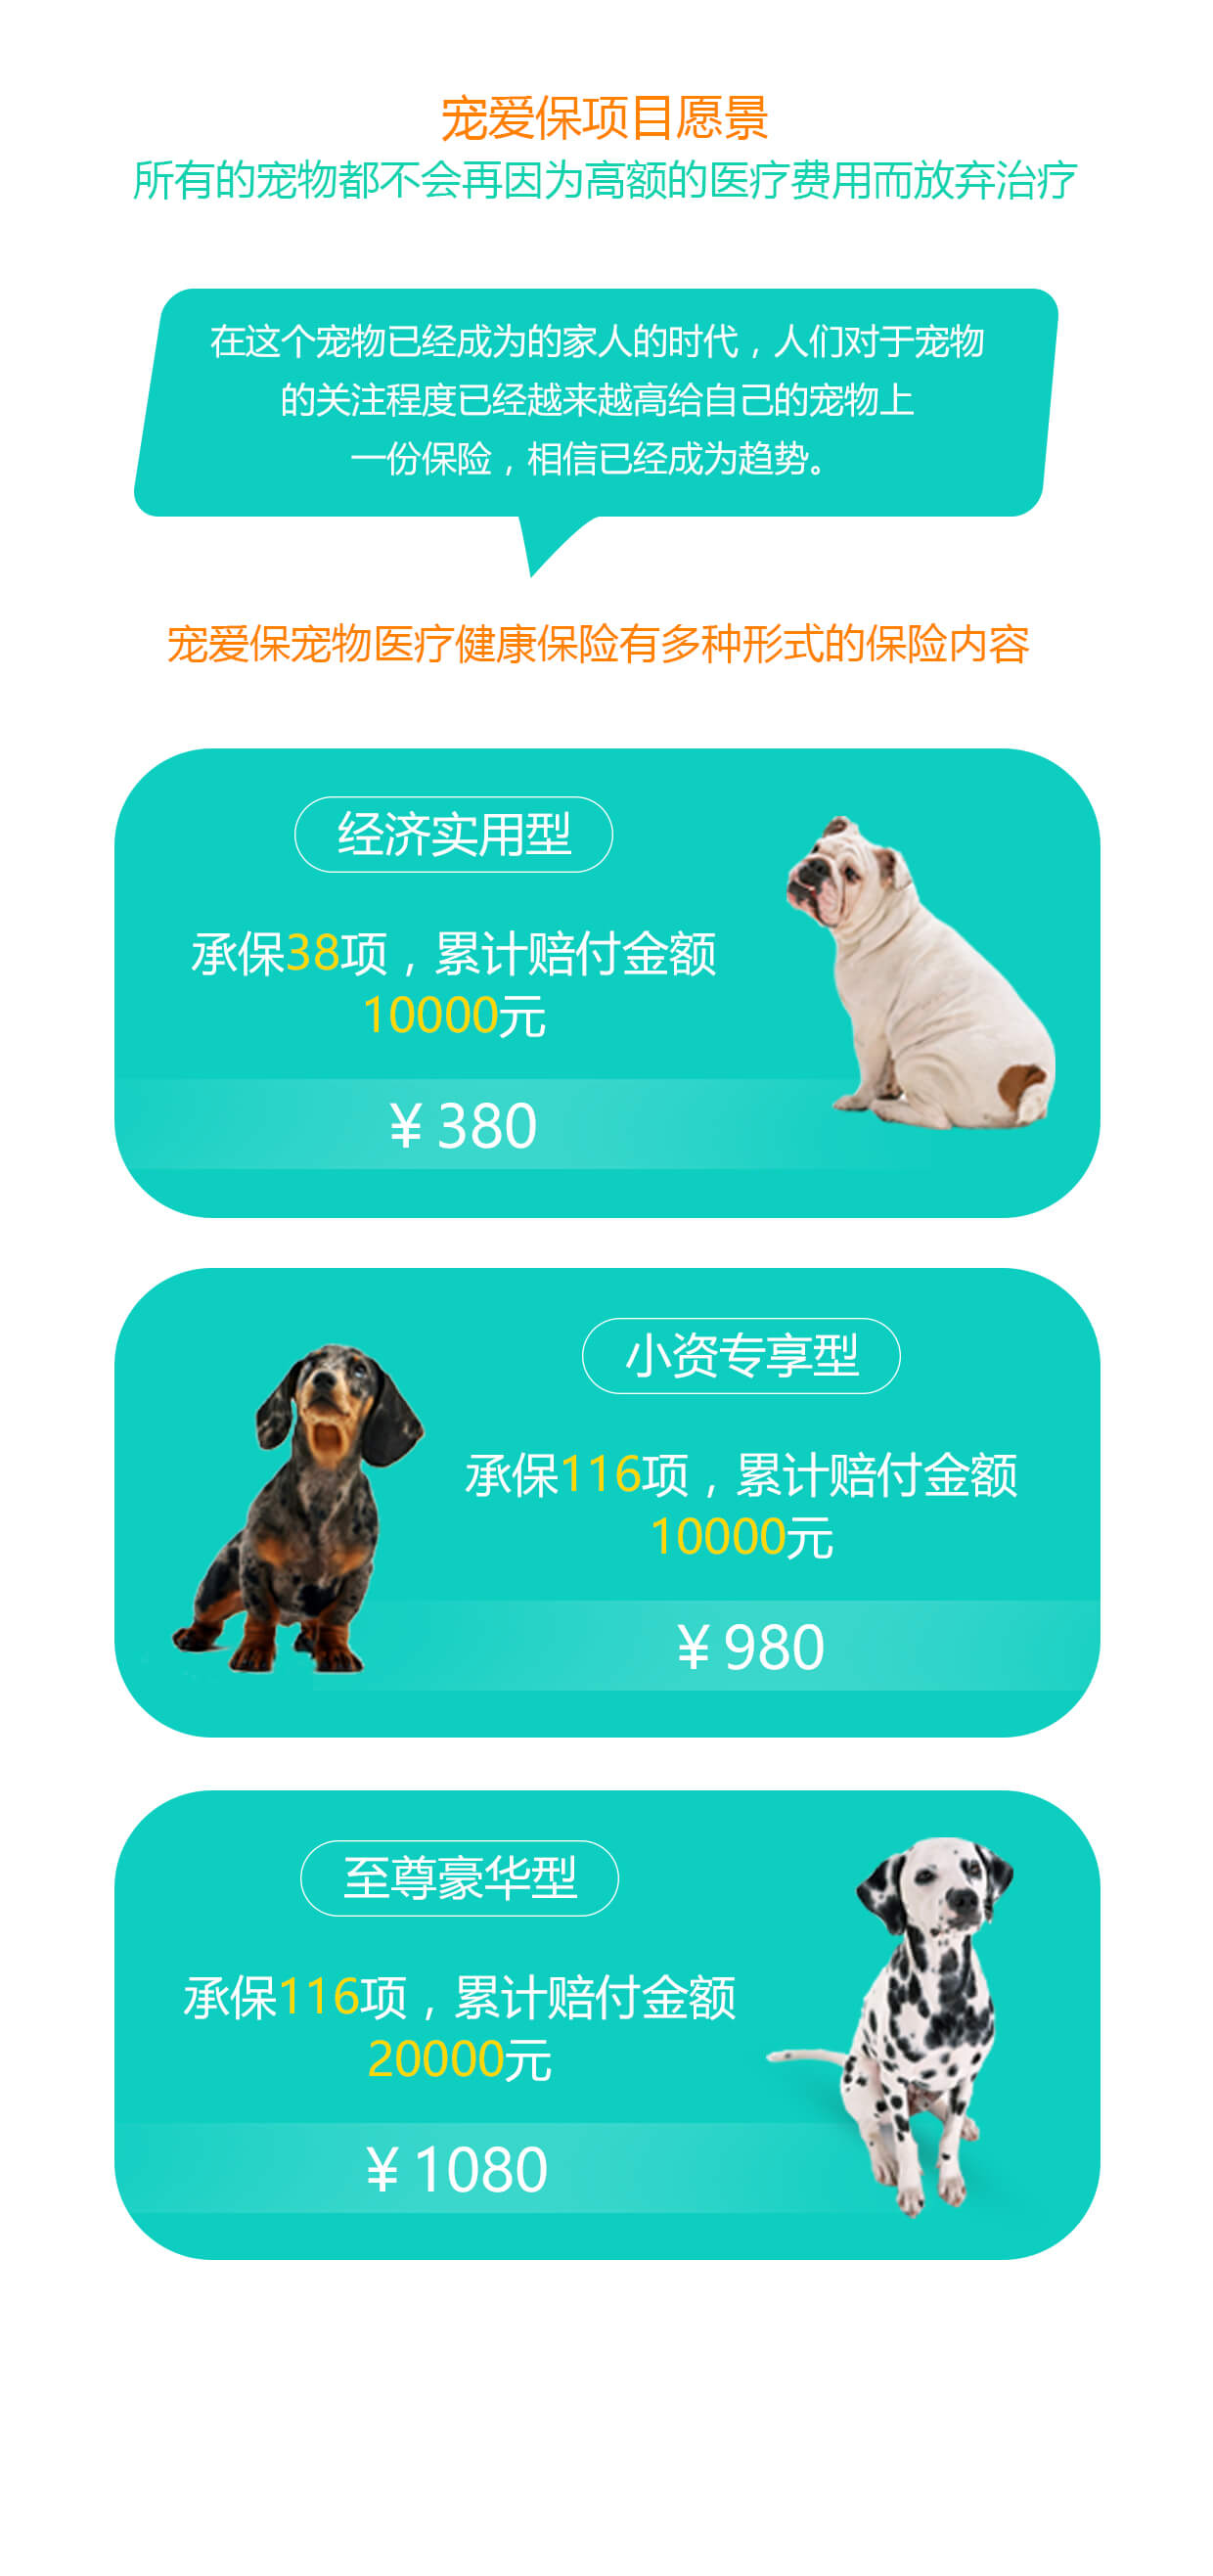 宠爱保项目愿景
所有的宠物都不会再因为高额的医疗费用而放弃治疗
在这个宠物已经成为的家人的时代，人们对于宠物
的关注程度已经越来越高给自己的宠物上
一份保险，相信已经成为趋势。
宠爱保宠物医疗健康保险有多种形式的保险内容
经济实用型
承保38项，累计赔付金额
10000元
￥380
小资专享型
承保116项，累计赔付金额
10000元
￥980
至尊豪华型
承保116项，累计赔付金额
20000元
￥1080